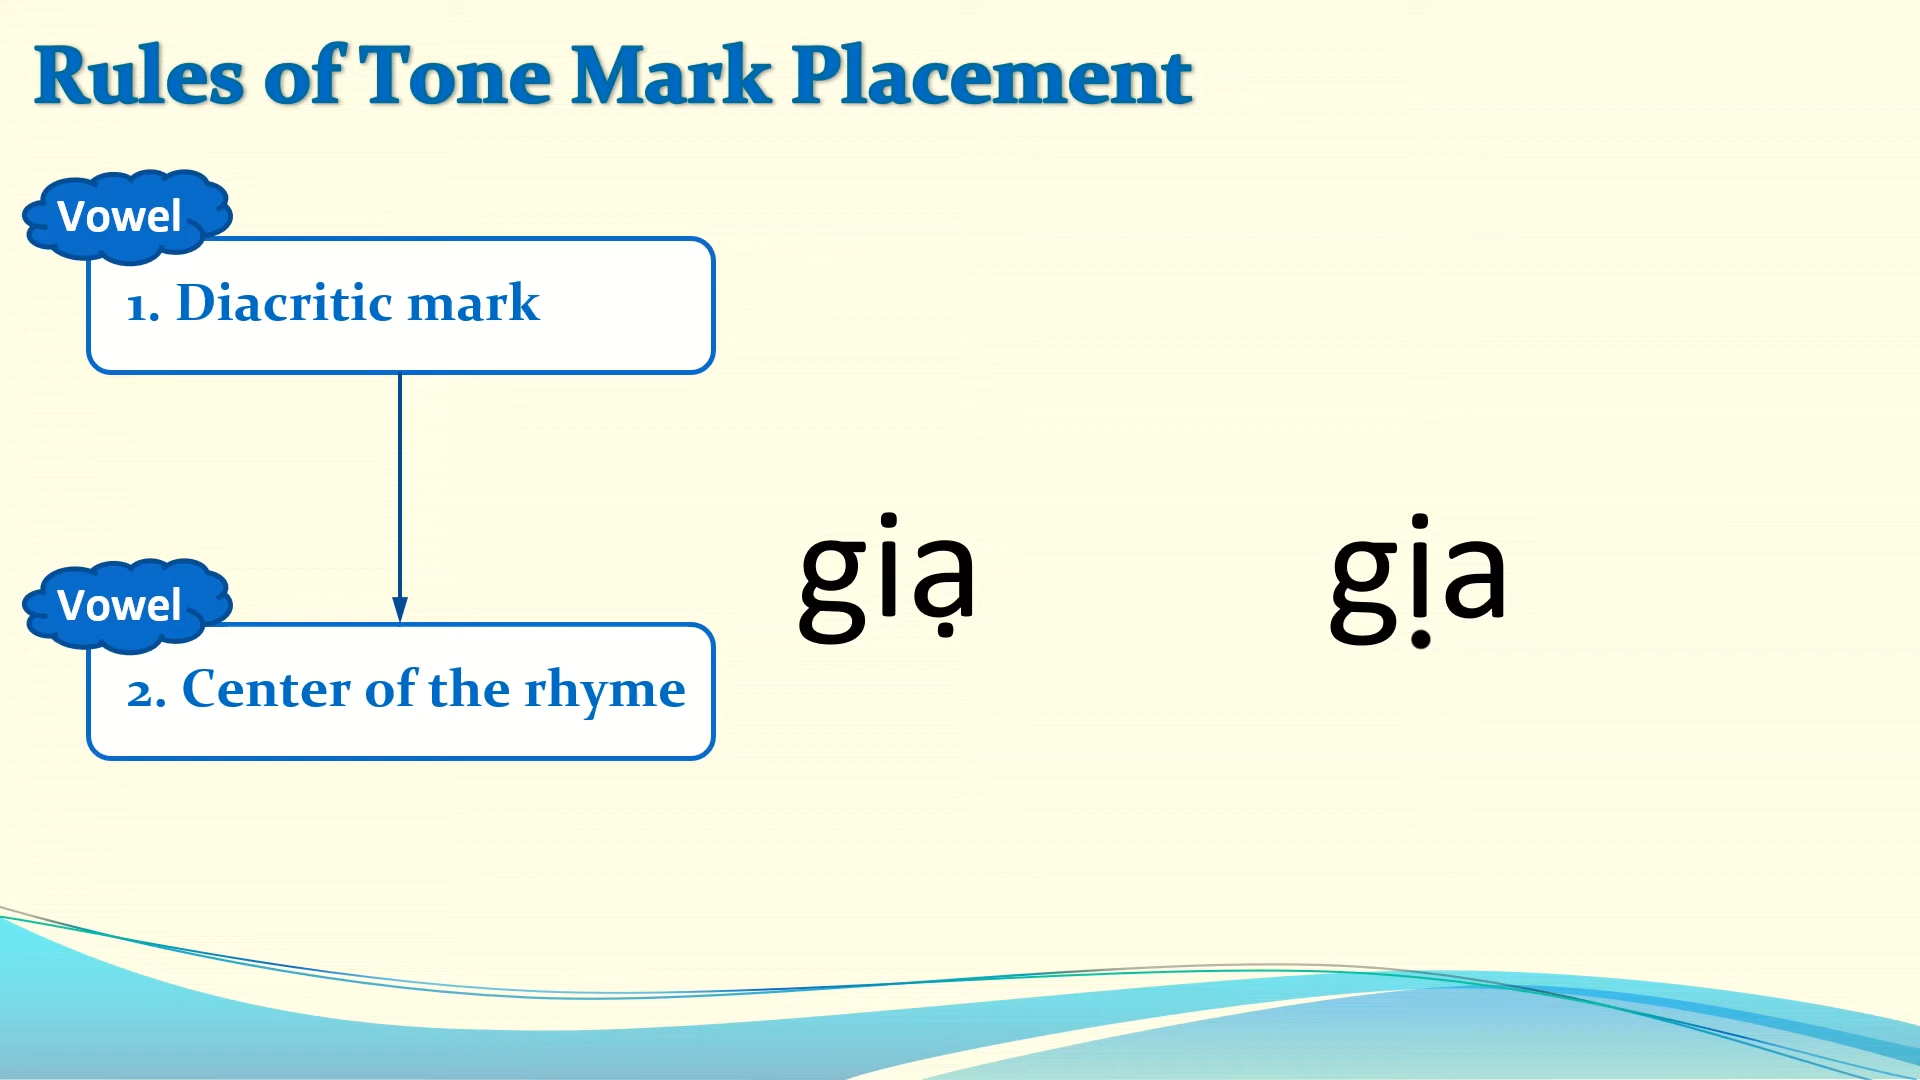 Rules of Tone Mark Placement
Vowel
1. Diacritic mark
Vowel
2. Center of the rhyme
giạ
gịa